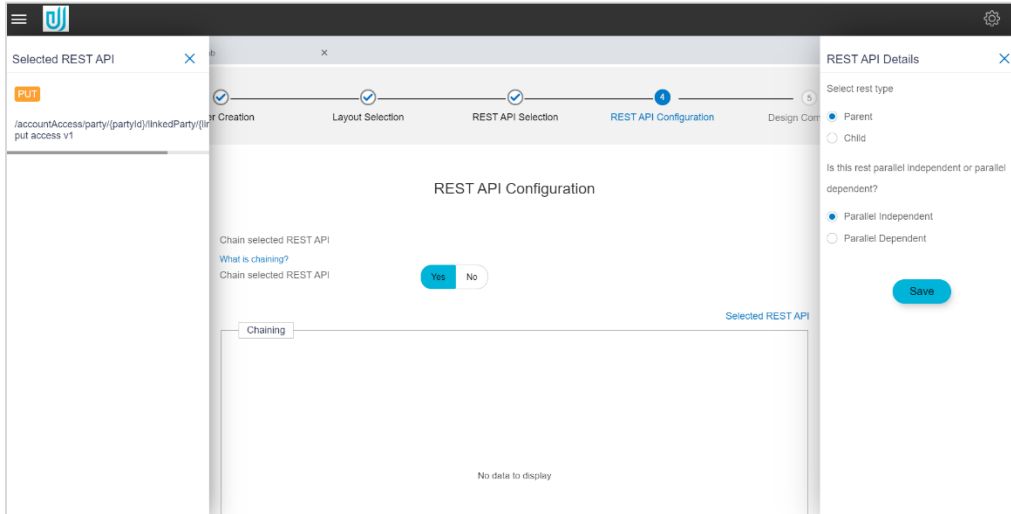 Selected REST API
PUT
/accountAccess/party/{partyId}/linkedParty/{lin
put access v1
er Creation
Layout Selection
REST API Selection
4
REST API Configuration
5
Design Com
REST API Configuration
Chain selected REST API
What is chaining?
Chain selected REST API
Yes No
Selected REST API
Chaining
No data to display
REST API Details
Select rest type
Parent
Child
Is this rest parallel independent or parallel
dependent?
Parallel Independent
Parallel Dependent
Save